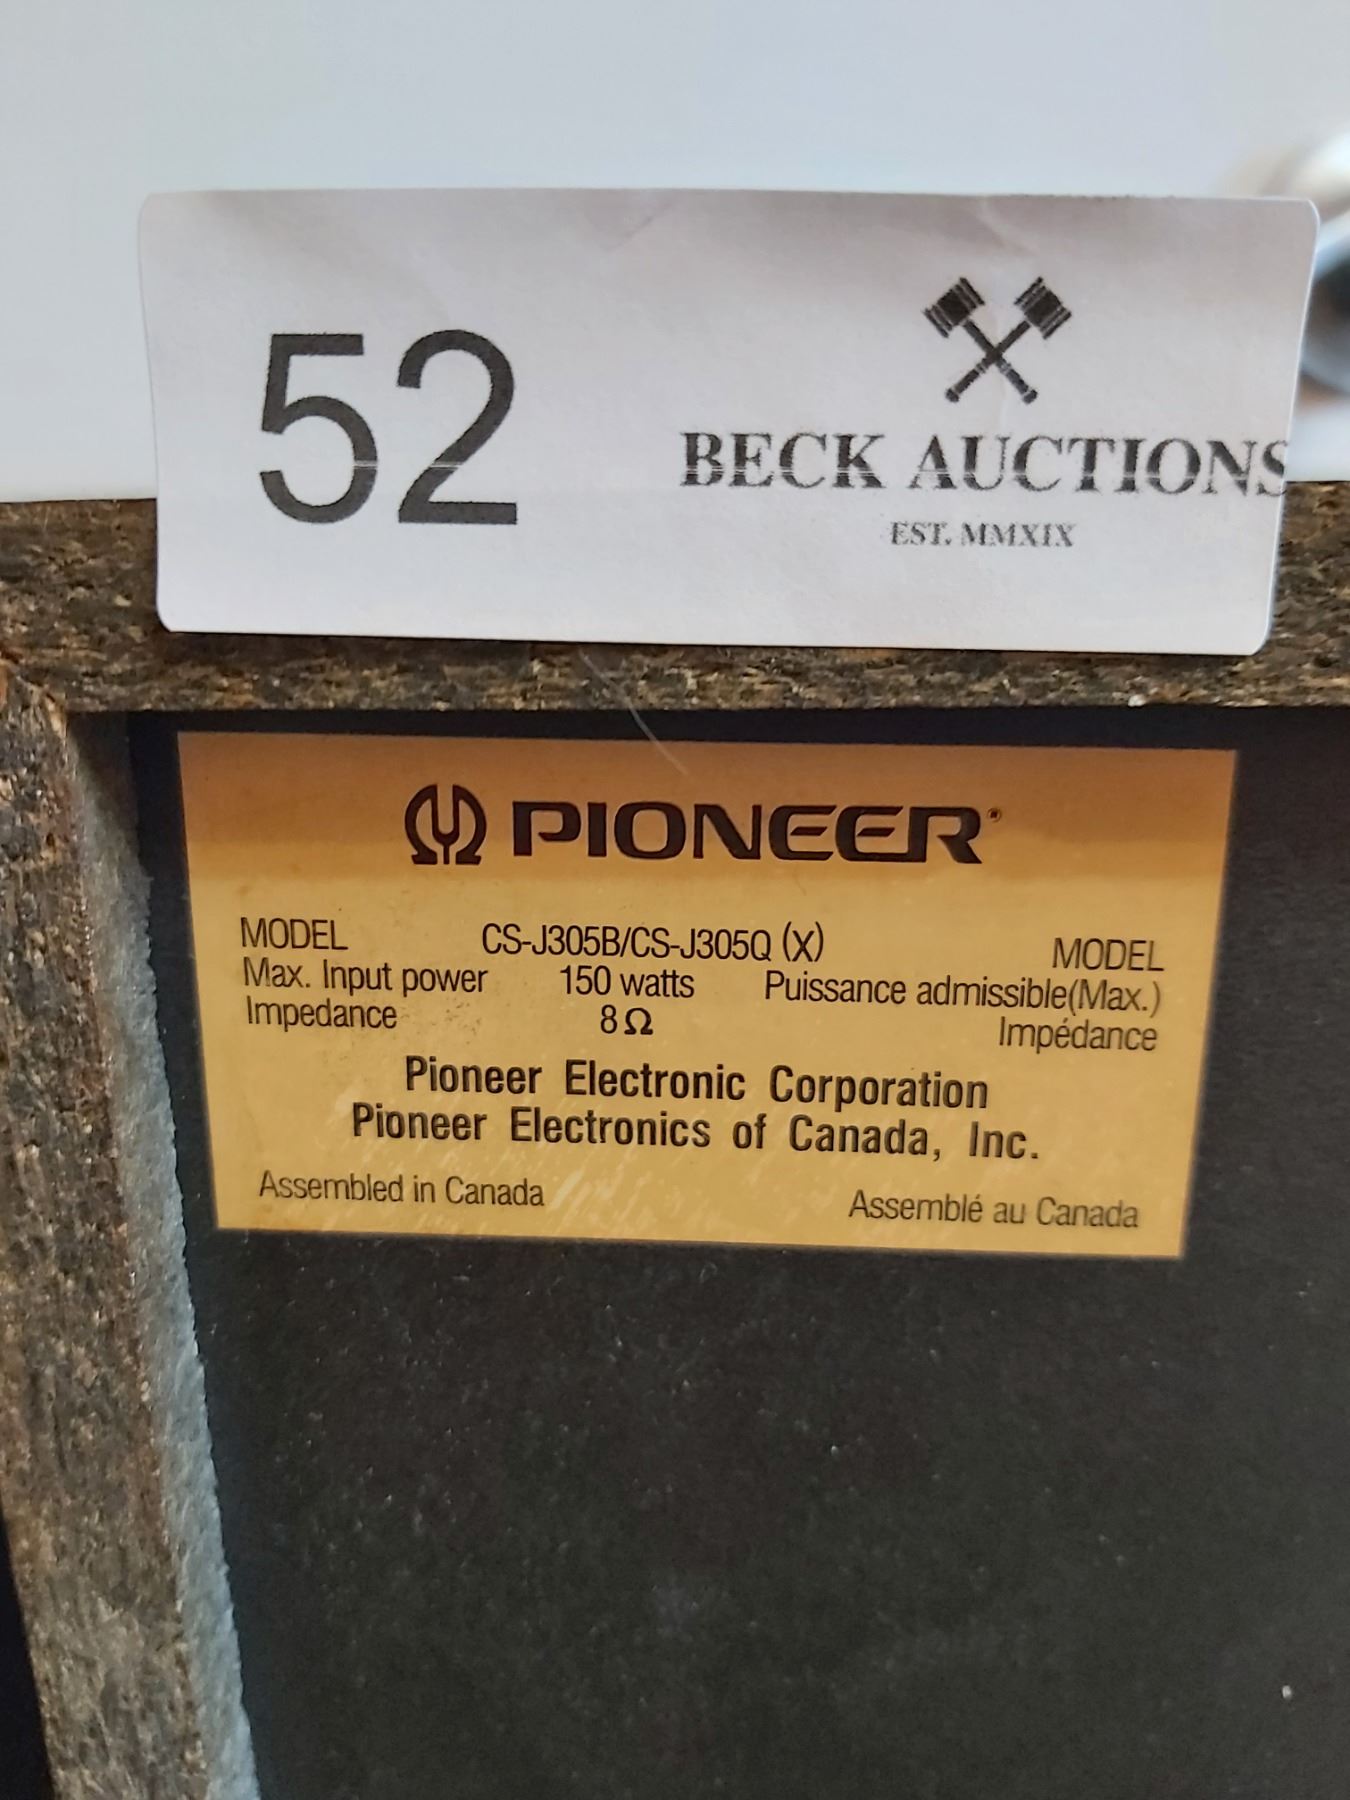 52
BECK AUCTIONS
EST. MMXIX
PIONEER®
MODEL CS-J305B/CS-J305Q (X) MODEL
Max. Input power 150 watts Puissance admissible(Max.)
Impedance 8Ω Impédance
Pioneer Electronic Corporation
Pioneer Electronics of Canada, Inc.
Assembled in Canada Assemblé au Canada